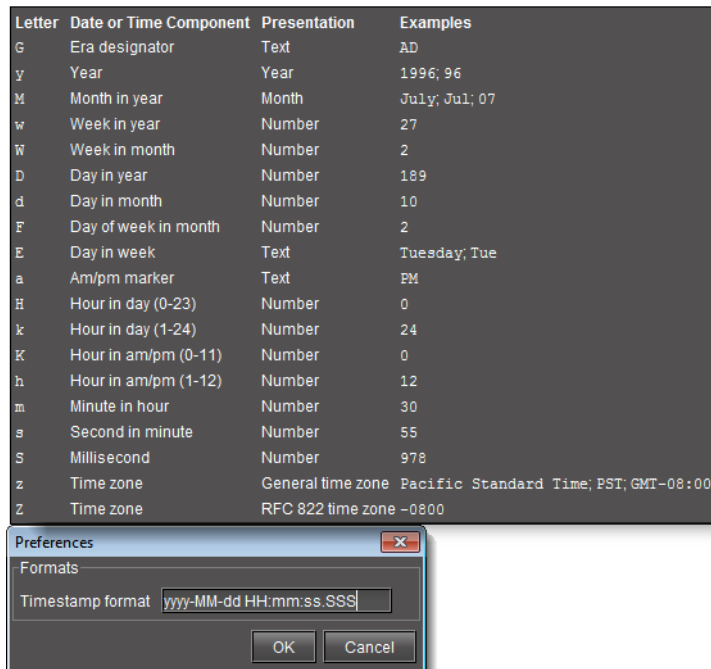 Letter Date or Time Component Presentation Examples
G Era designator Text AD
y Year Year 1996; 96
M Month in year Month July; Jul; 07
w Week in year Number 27
W Week in month Number 2
D Day in year Number 189
d Day in month Number 10
F Day of week in month Number 2
E Day in week Text Tuesday; Tue
a Am/pm marker Text PM
H Hour in day (0-23) Number 0
k Hour in day (1-24) Number 24
K Hour in am/pm (0-11) Number 0
h Hour in am/pm (1-12) Number 12
m Minute in hour Number 30
s Second in minute Number 55
S Millisecond Number 978
z Time zone General time zone Pacific Standard Time; PST; GMT-08:00
Z Time zone RFC 822 time zone -0800
Preferences
Formats
Timestamp format yyyy-MM-dd HH:mm:ss.SSS
OK Cancel